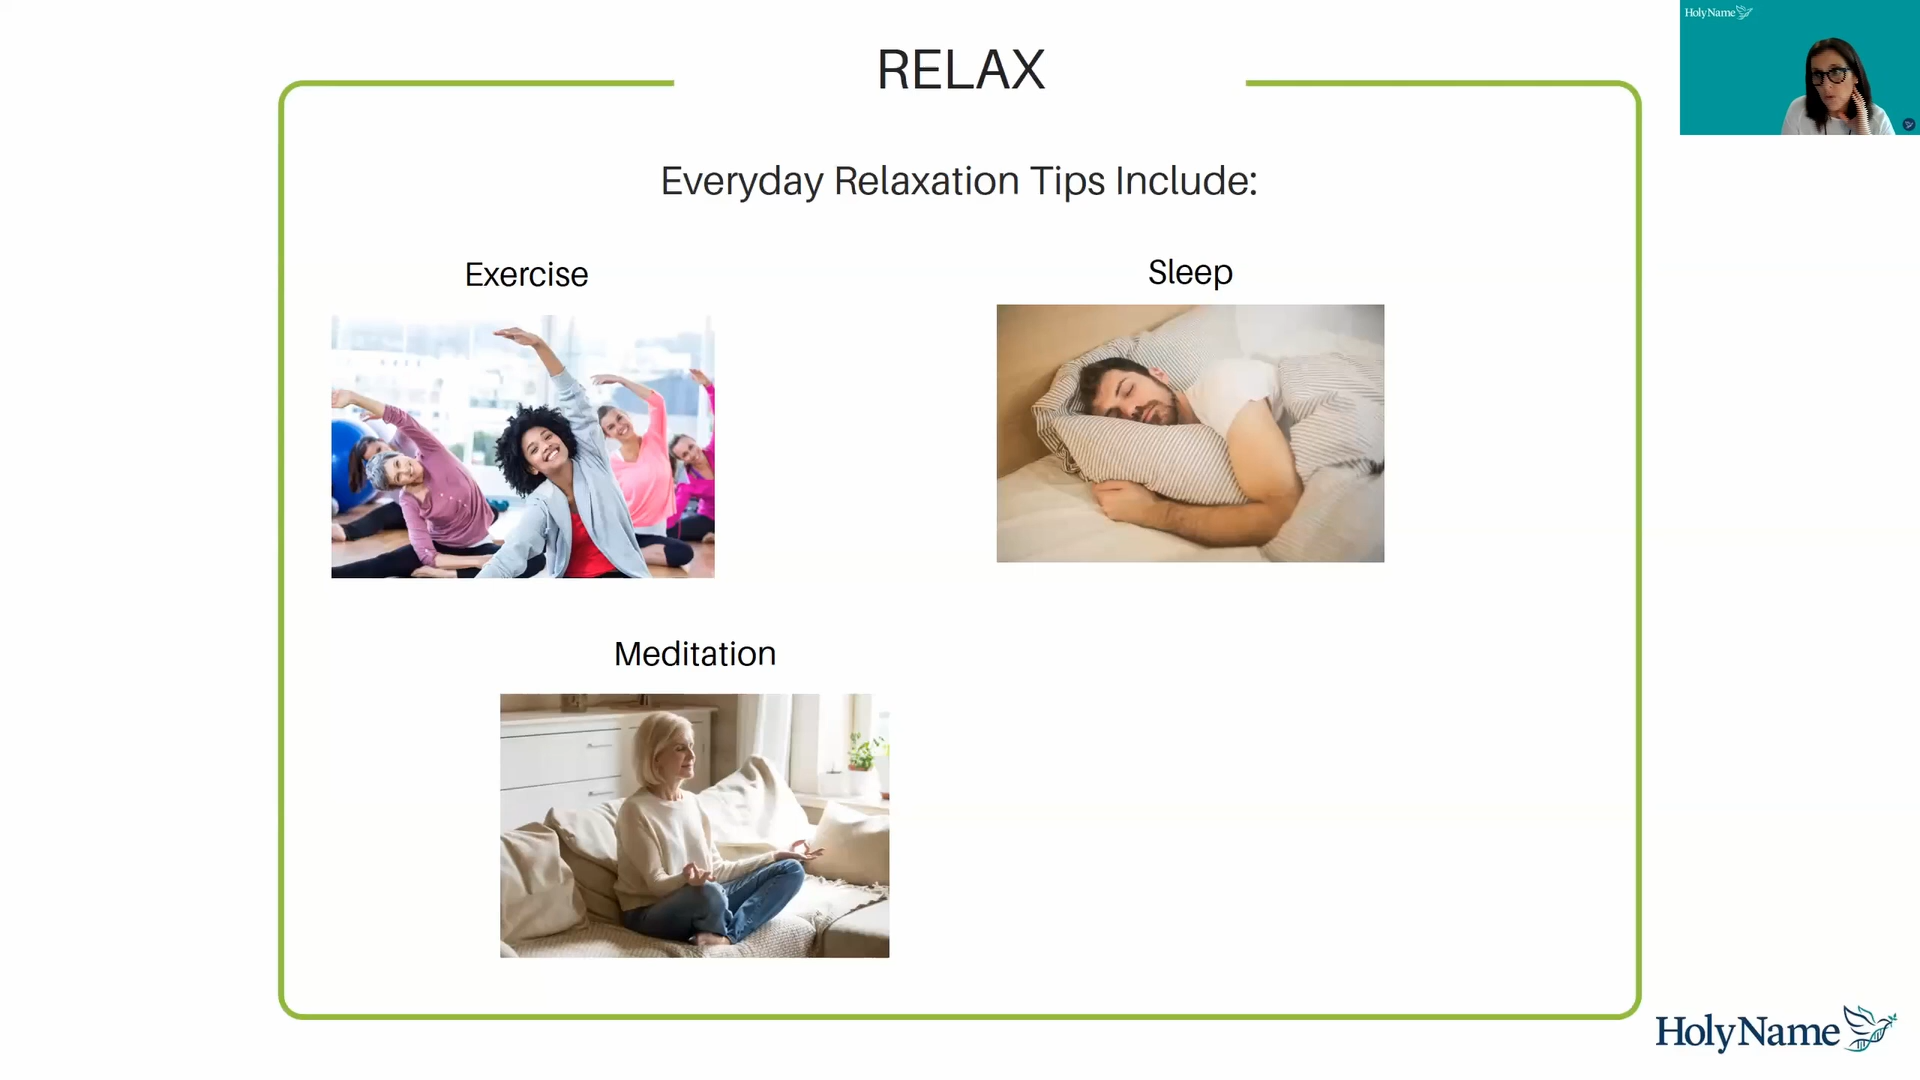 HolyName
RELAX
Everyday Relaxation Tips Include:
Exercise
Sleep
Meditation
HolyName